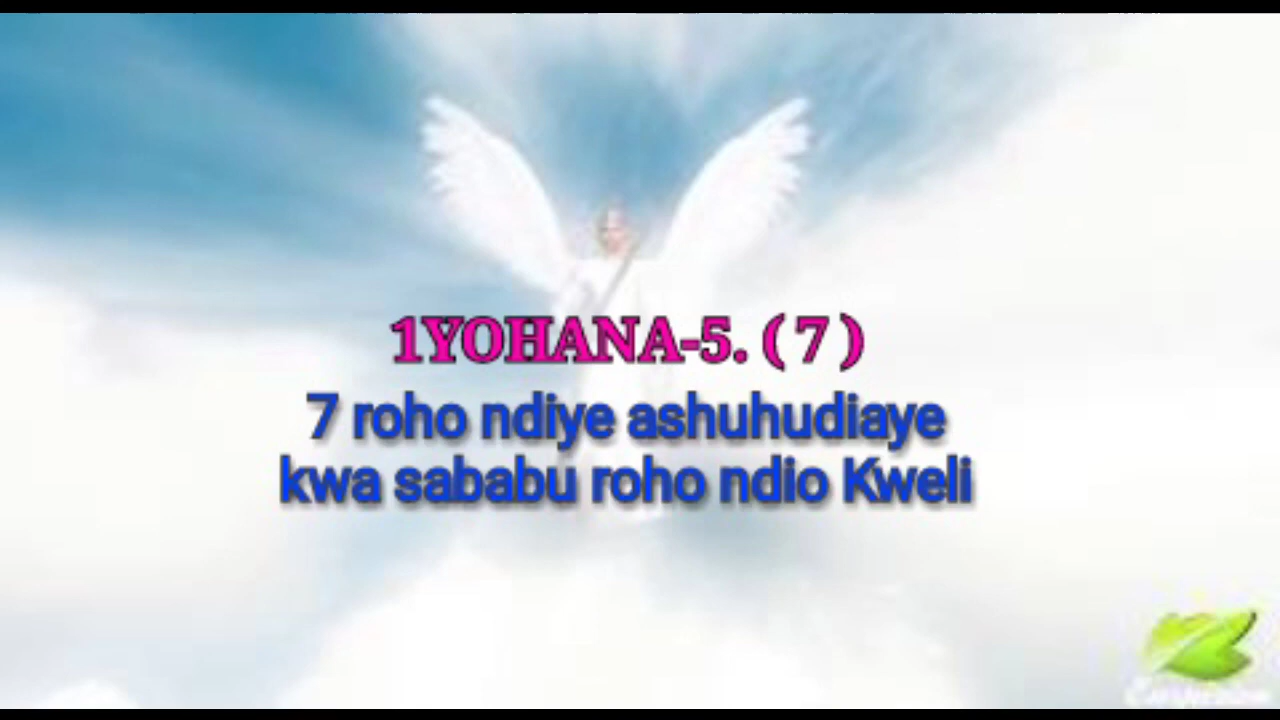 1YOHANA-5. ( 7 )
7 roho ndiye ashuhudiaye
kwa sababu roho ndio Kweli